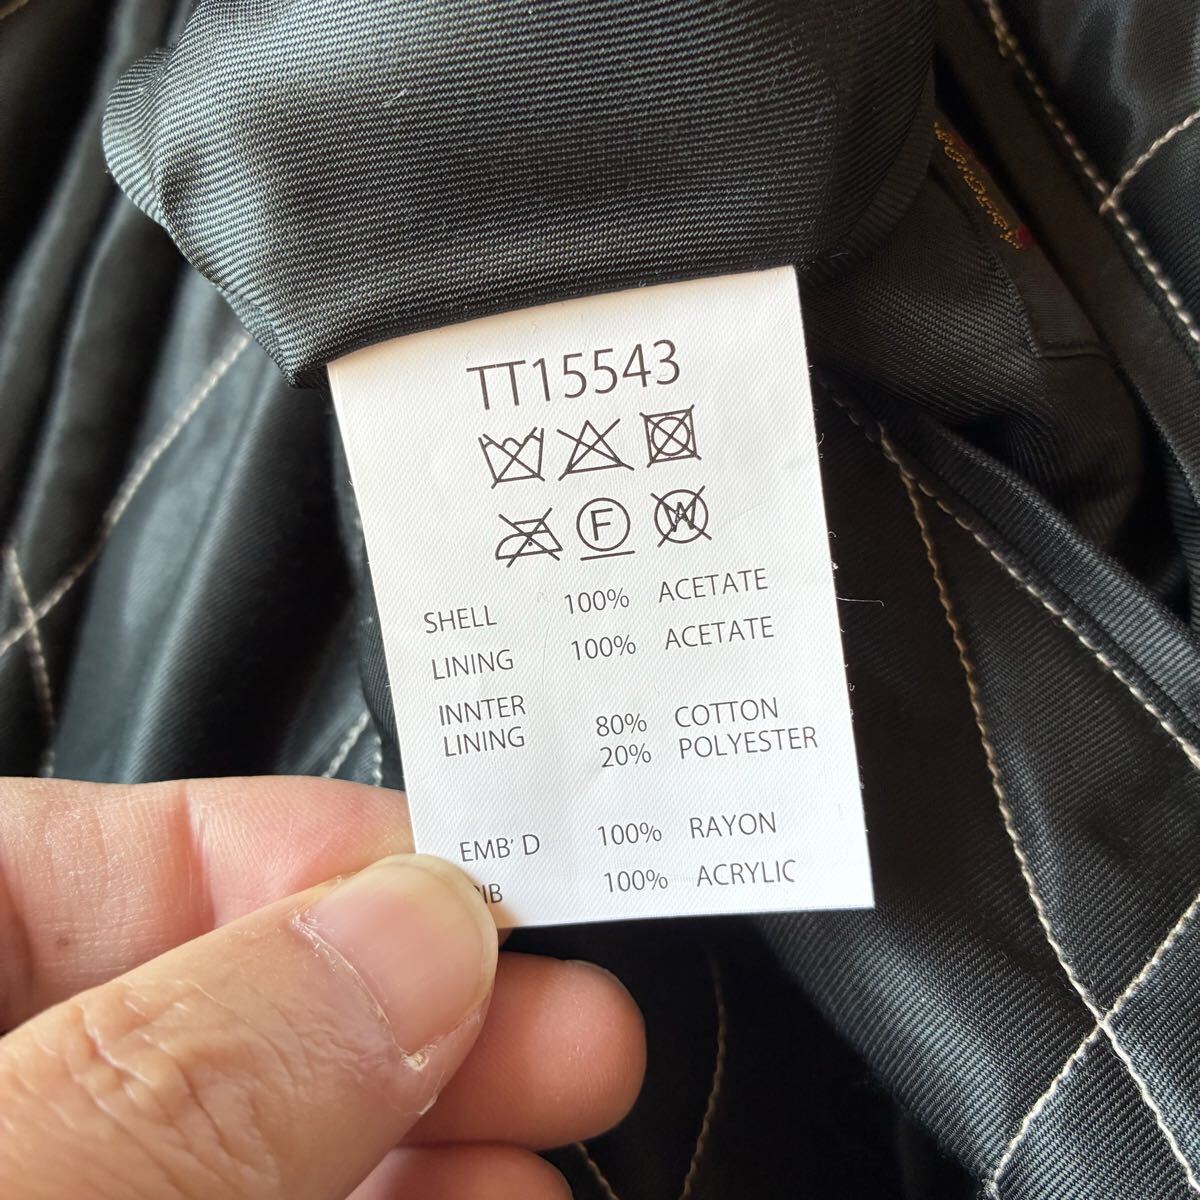 TT15543
F W
SHELL 100% ACETATE
LINING 100% ACETATE
INNTER
LINING 80% COTTON
20% POLYESTER
EMB' D 100% RAYON
100% ACRYLIC